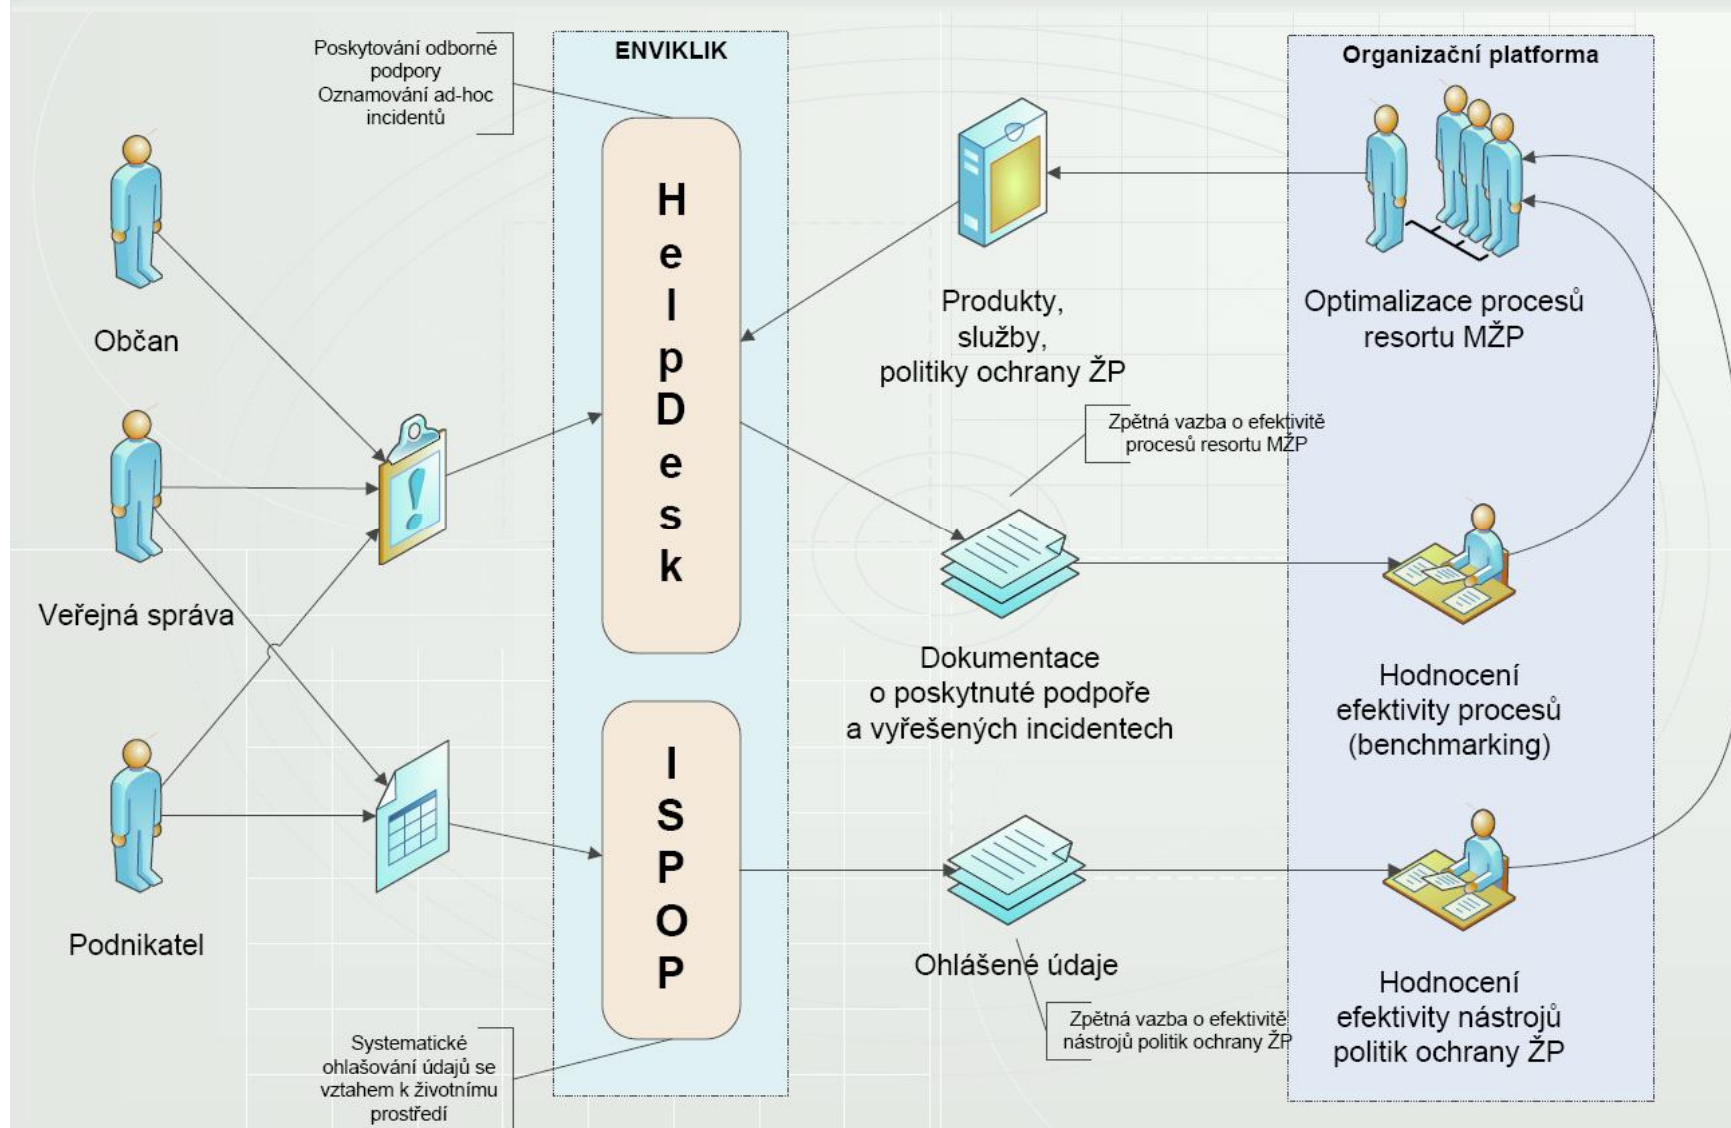 Poskytování odborné
podpory
Oznamování ad-hoc
incidentů
ENVIKLIK
Organizační platforma
HelpDesk
Občan
Produkty,
služby,
politiky ochrany ŽP
Optimalizace procesů
resortu MŽP
Zpětná vazba o efektivitě
procesů resortu MŽP
Veřejná správa
Dokumentace
o poskytnuté podpoře
a vyřešených incidentech
Hodnocení
efektivity procesů
(benchmarking)
ISPOP
Podnikatel
Ohlášené údaje
Hodnocení
efektivity nástrojů
politik ochrany ŽP
Zpětná vazba o efektivitě
nástrojů politik ochrany ŽP
Systematické
ohlašování údajů se
vztahem k životnímu
prostředí